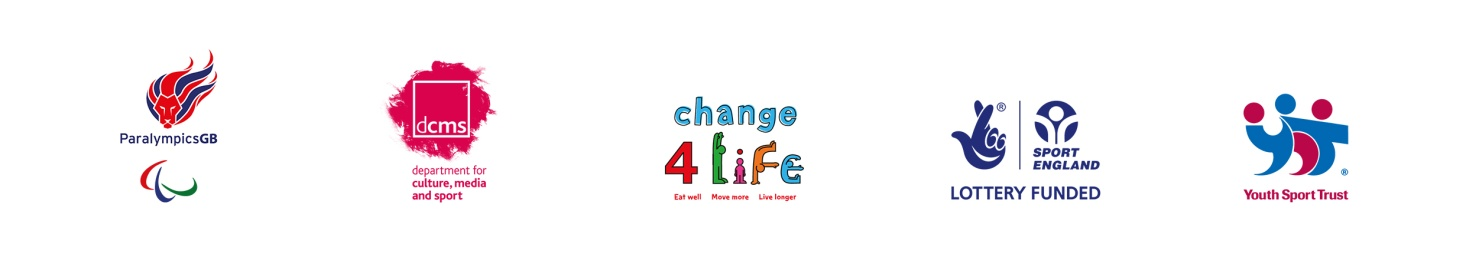 ParalympicsGB
dcms
department for
culture, media
and sport
change
4 LiFE
Eat well Move more Live longer
®
SPORT
ENGLAND
LOTTERY FUNDED
yst
®
Youth Sport Trust